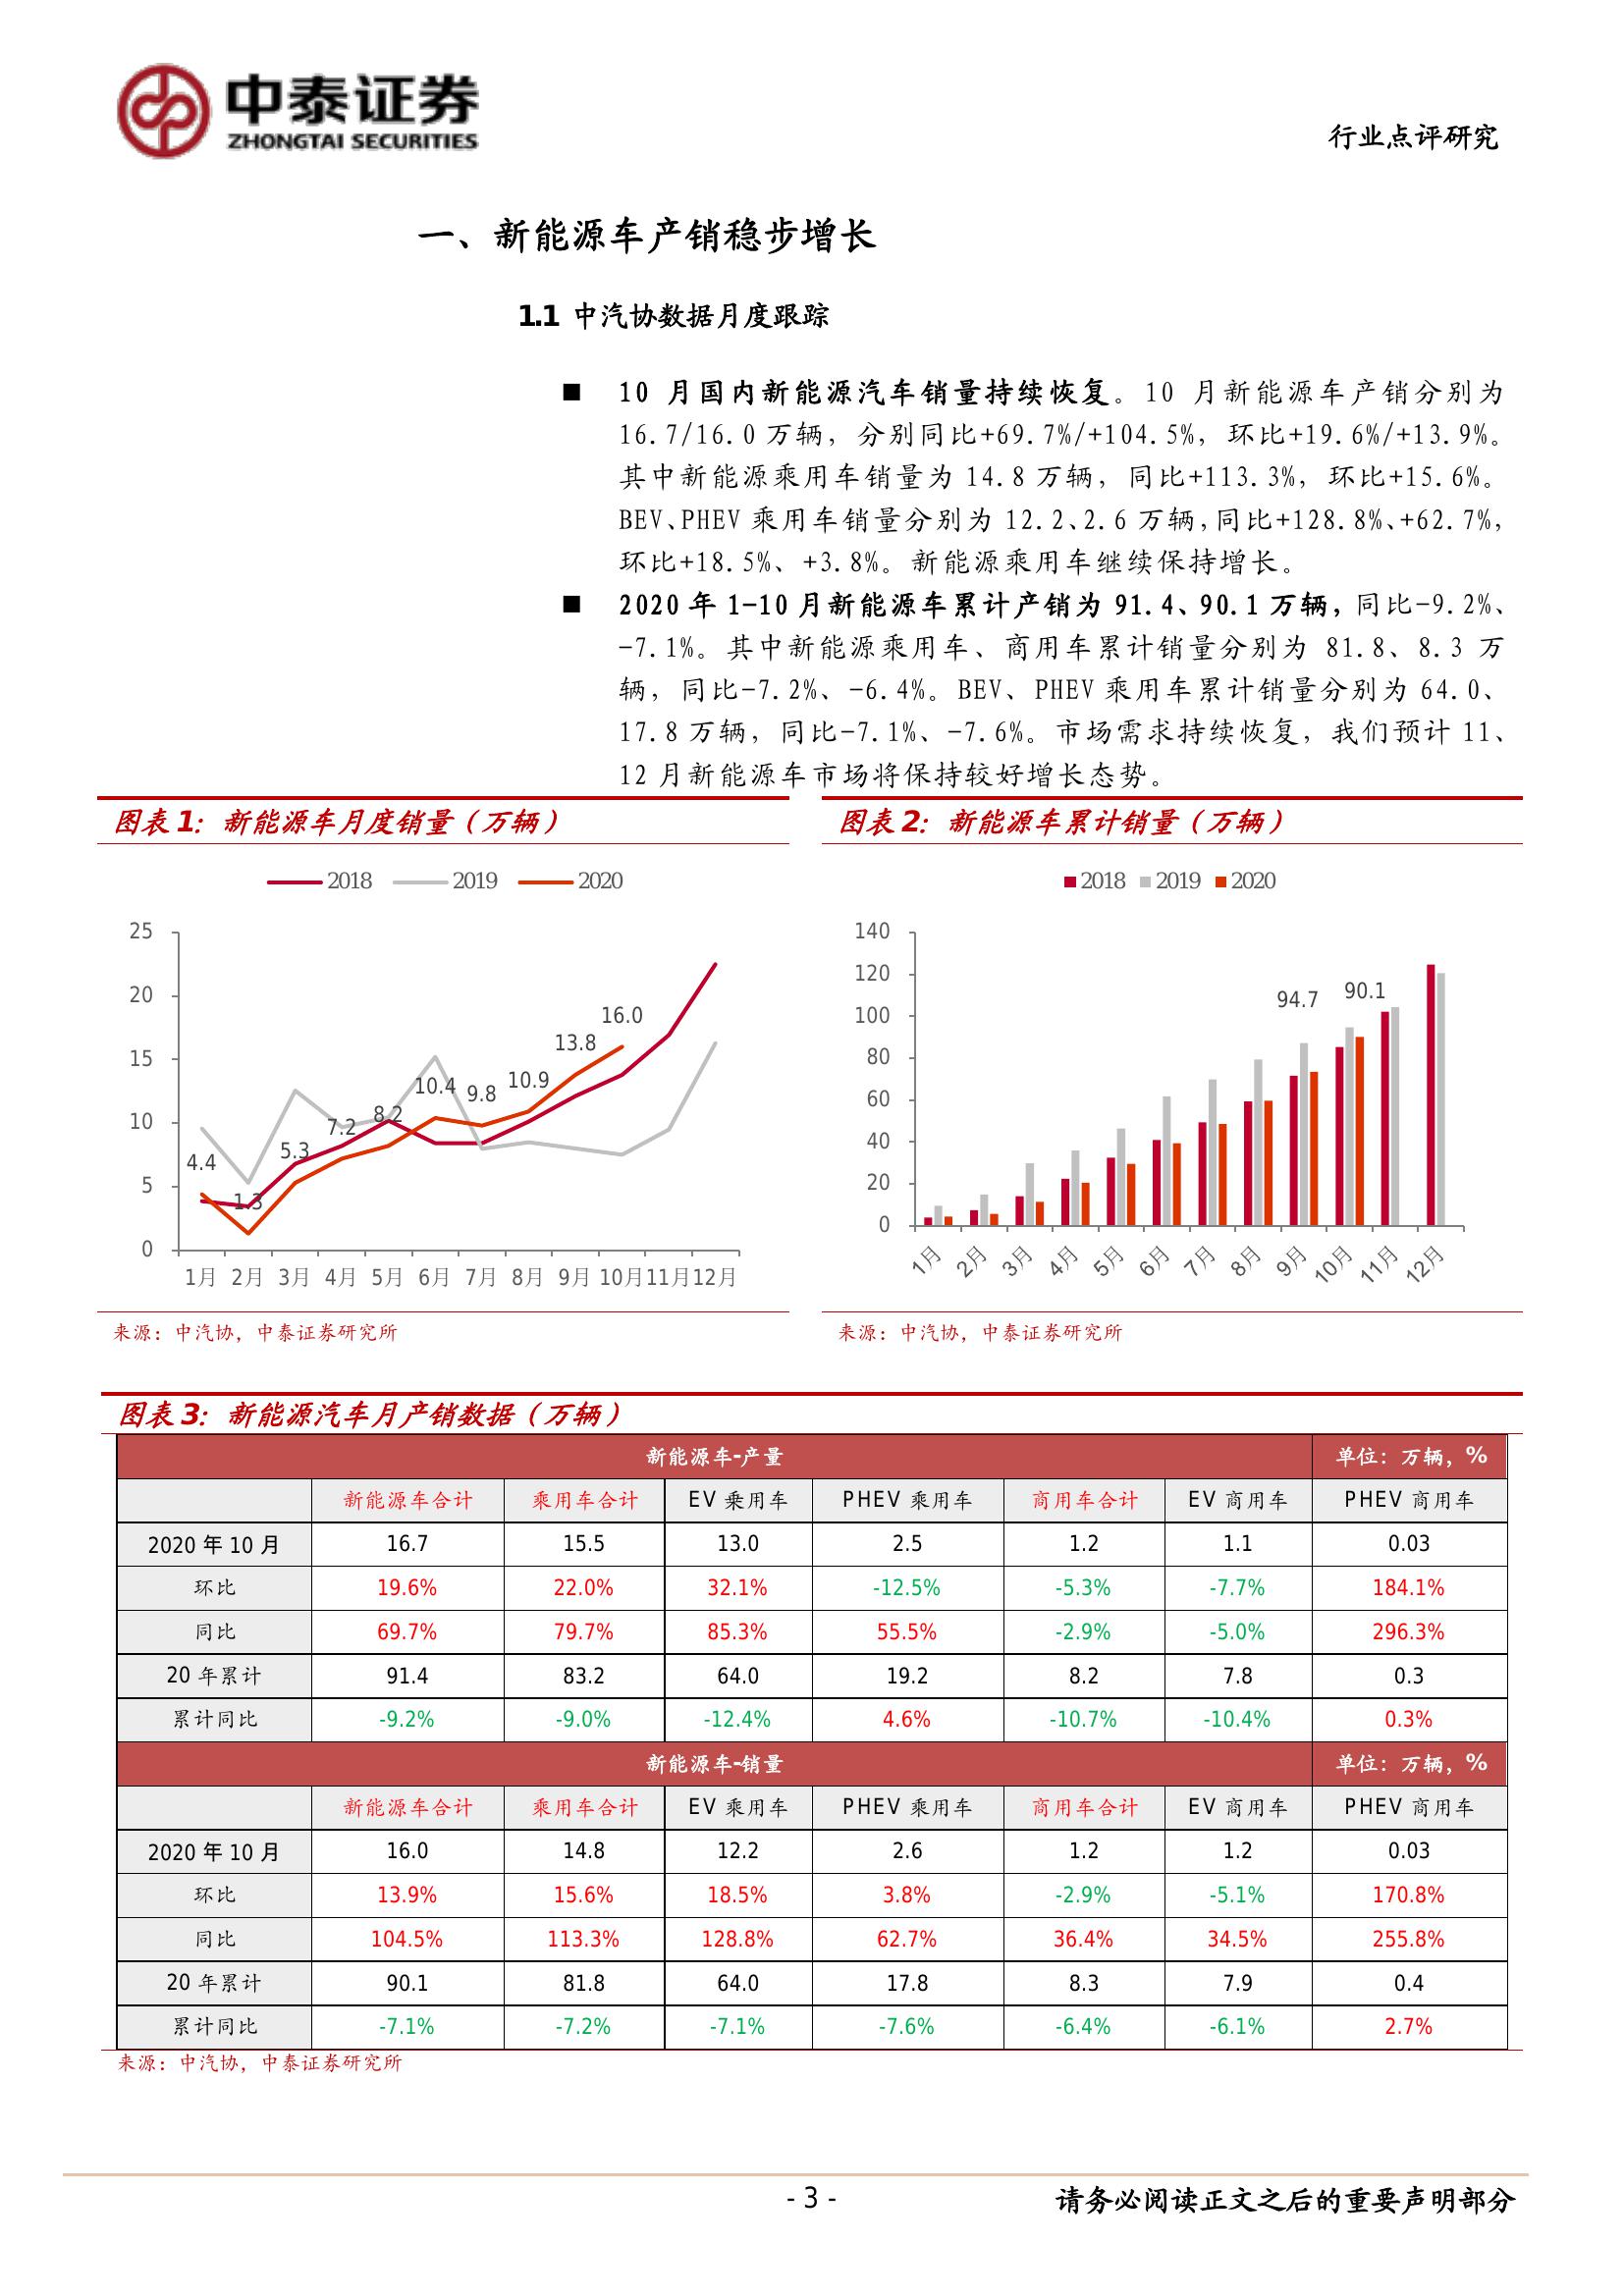 中泰证券
ZHONGTAI SECURITIES
行业点评研究
一、新能源车产销稳步增长
1.1 中汽协数据月度跟踪
■ 10 月国内新能源汽车销量持续恢复。10 月新能源车产销分别为
16.7/16.0 万辆，分别同比+69.7%/+104.5%，环比+19.6%/+13.9%。
其中新能源乘用车销量为 14.8 万辆，同比+113.3%，环比+15.6%。
BEV、PHEV 乘用车销量分别为 12.2、2.6 万辆，同比+128.8%、+62.7%，
环比+18.5%、+3.8%。新能源乘用车继续保持增长。
■ 2020 年 1-10 月新能源车累计产销为 91.4、90.1 万辆，同比-9.2%、
-7.1%。其中新能源乘用车、商用车累计销量分别为 81.8、8.3 万
辆，同比-7.2%、-6.4%。BEV、PHEV 乘用车累计销量分别为 64.0、
17.8 万辆，同比-7.1%、-7.6%。市场需求持续恢复，我们预计 11、
12 月新能源车市场将保持较好增长态势。
图表 1：新能源车月度销量（万辆）
2018 2019 2020
25
20
15
10
5
0
4.4 1.3 5.3 7.2 8.2 10.4 9.8 10.9 13.8 16.0
1月 2月 3月 4月 5月 6月 7月 8月 9月 10月 11月 12月
来源：中汽协，中泰证券研究所
图表 2：新能源车累计销量（万辆）
2018 2019 2020
140
120
100
80
60
40
20
0
94.7 90.1
1月 2月 3月 4月 5月 6月 7月 8月 9月 10月 11月 12月
来源：中汽协，中泰证券研究所
图表 3：新能源汽车月产销数据（万辆）
新能源车-产量 单位：万辆，%
新能源车合计 乘用车合计 EV 乘用车 PHEV 乘用车 商用车合计 EV 商用车 PHEV 商用车
2020 年 10 月 16.7 15.5 13.0 2.5 1.2 1.1 0.03
环比 19.6% 22.0% 32.1% -12.5% -5.3% -7.7% 184.1%
同比 69.7% 79.7% 85.3% 55.5% -2.9% -5.0% 296.3%
20 年累计 91.4 83.2 64.0 19.2 8.2 7.8 0.3
累计同比 -9.2% -9.0% -12.4% 4.6% -10.7% -10.4% 0.3%
新能源车-销量 单位：万辆，%
新能源车合计 乘用车合计 EV 乘用车 PHEV 乘用车 商用车合计 EV 商用车 PHEV 商用车
2020 年 10 月 16.0 14.8 12.2 2.6 1.2 1.2 0.03
环比 13.9% 15.6% 18.5% 3.8% -2.9% -5.1% 170.8%
同比 104.5% 113.3% 128.8% 62.7% 36.4% 34.5% 255.8%
20 年累计 90.1 81.8 64.0 17.8 8.3 7.9 0.4
累计同比 -7.1% -7.2% -7.1% -7.6% -6.4% -6.1% 2.7%
来源：中汽协，中泰证券研究所
- 3 -
请务必阅读正文之后的重要声明部分